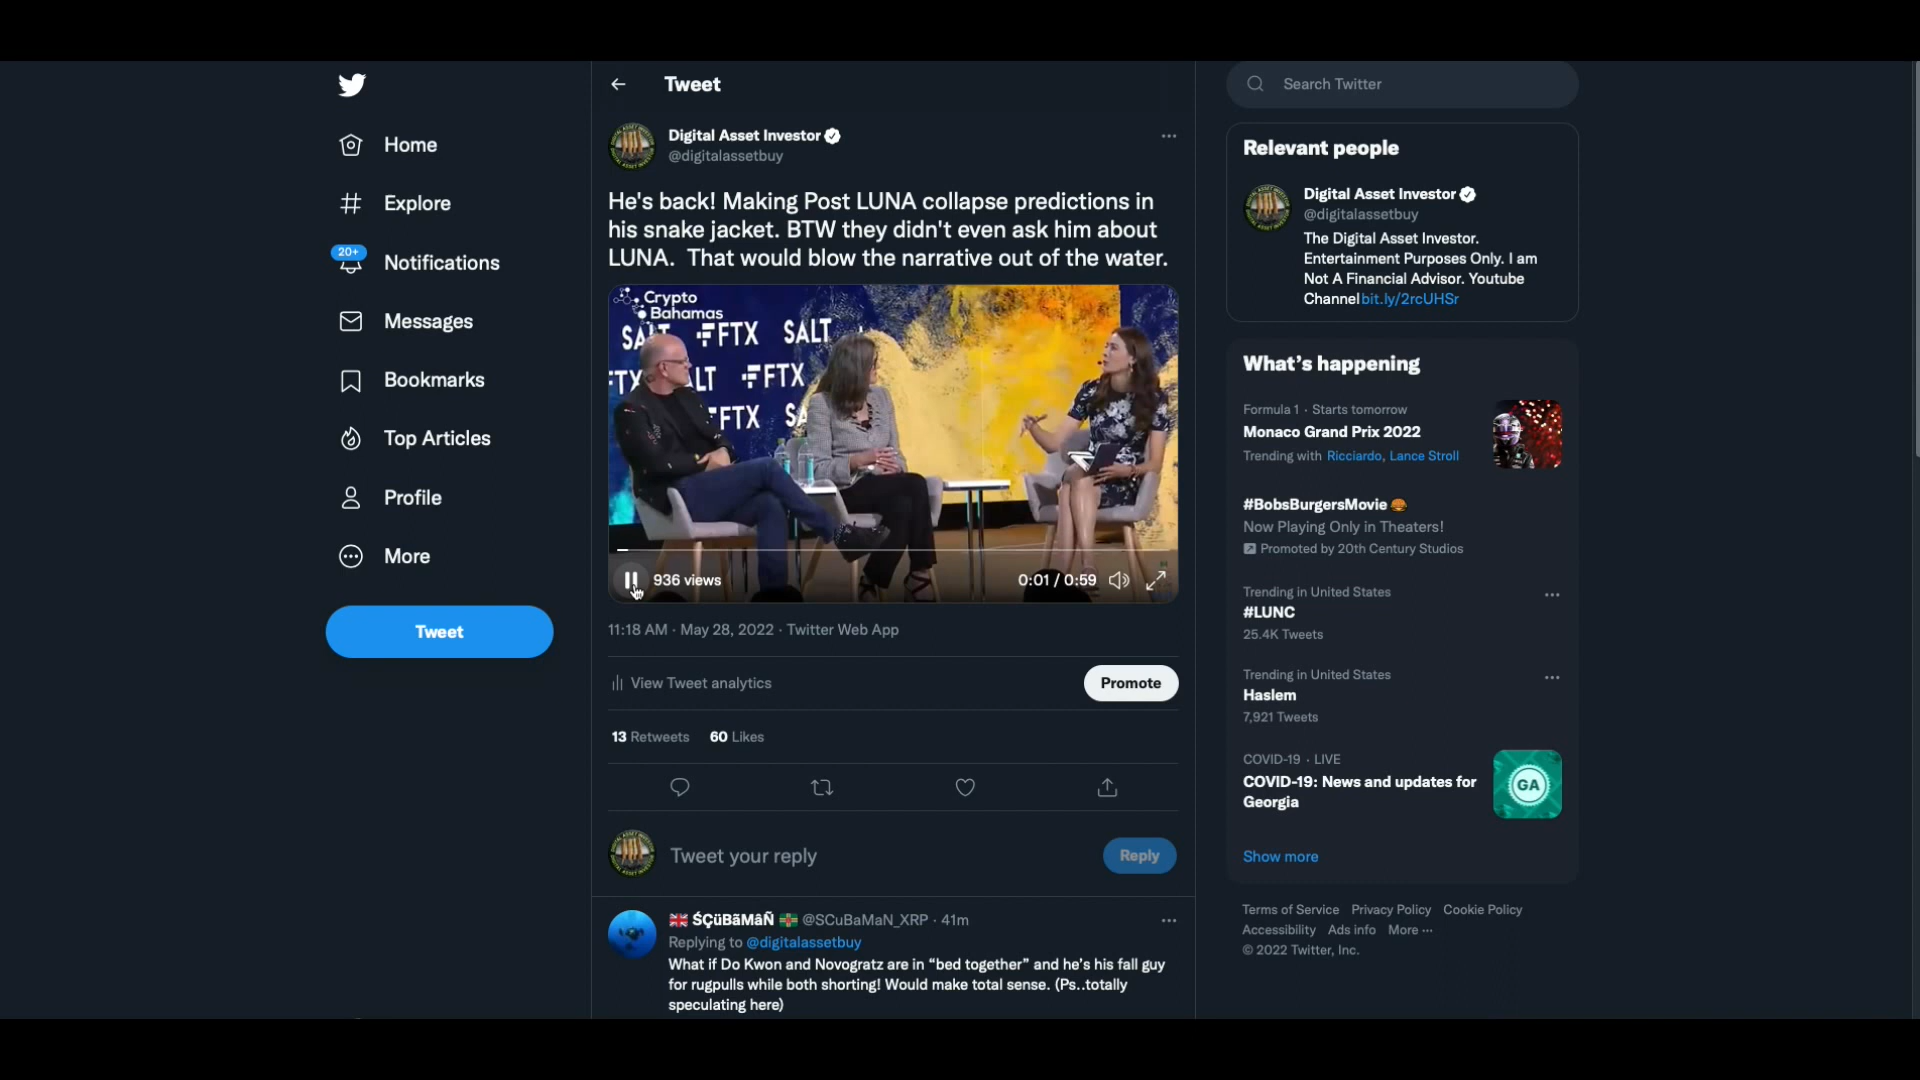 Home
Explore
20+
Notifications
Messages
Bookmarks
Top Articles
Profile
More
Tweet
Tweet
Digital Asset Investor
@digitalassetbuy
He's back! Making Post LUNA collapse predictions in
his snake jacket. BTW they didn't even ask him about
LUNA.  That would blow the narrative out of the water.
Crypto
Bahamas
SALT FTX SALT
FTX SALT FTX
FTX SA
936 views
0:01 / 0:59
11:18 AM · May 28, 2022 · Twitter Web App
View Tweet analytics
Promote
13 Retweets 60 Likes
Tweet your reply
Reply
ŚÇüBãMâÑ @SCuBaMaN_XRP · 41m
Replying to @digitalassetbuy
What if Do Kwon and Novogratz are in “bed together” and he’s his fall guy
for rugpulls while both shorting! Would make total sense. (Ps..totally
speculating here)
Search Twitter
Relevant people
Digital Asset Investor
@digitalassetbuy
The Digital Asset Investor.
Entertainment Purposes Only. I am
Not A Financial Advisor. Youtube
Channel bit.ly/2rcUHSr
What’s happening
Formula 1 · Starts tomorrow
Monaco Grand Prix 2022
Trending with Ricciardo, Lance Stroll
#BobsBurgersMovie
Now Playing Only in Theaters!
Promoted by 20th Century Studios
Trending in United States
#LUNC
25.4K Tweets
Trending in United States
Haslem
7,921 Tweets
COVID-19 · LIVE
COVID-19: News and updates for
Georgia
GA
Show more
Terms of Service Privacy Policy Cookie Policy
Accessibility Ads info More ···
© 2022 Twitter, Inc.